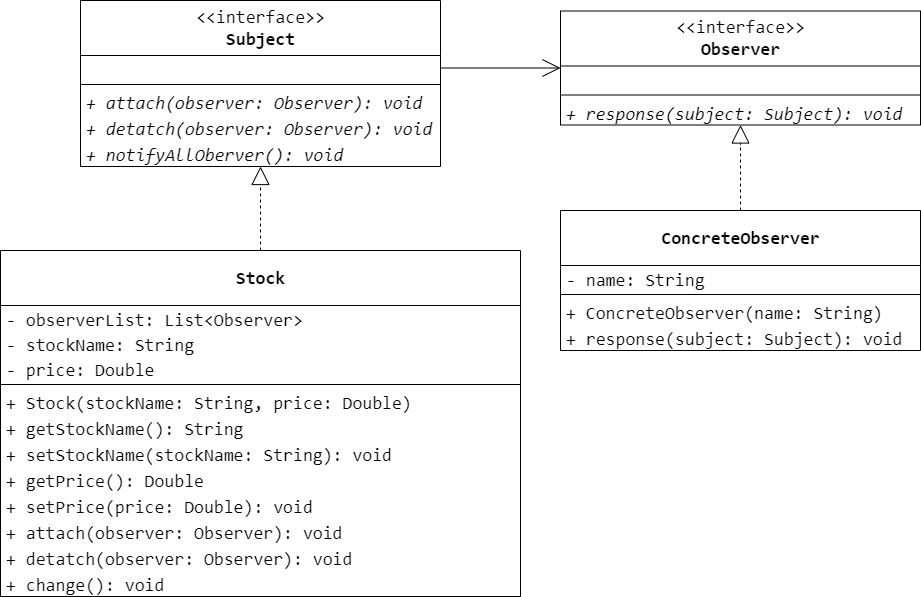 <<interface>>
Subject
+ attach(observer: Observer): void
+ detatch(observer: Observer): void
+ notifyAllOberver(): void
<<interface>>
Observer
+ response(subject: Subject): void
Stock
- observerList: List<Observer>
- stockName: String
- price: Double
+ Stock(stockName: String, price: Double)
+ getStockName(): String
+ setStockName(stockName: String): void
+ getPrice(): Double
+ setPrice(price: Double): void
+ attach(observer: Observer): void
+ detatch(observer: Observer): void
+ change(): void
ConcreteObserver
- name: String
+ ConcreteObserver(name: String)
+ response(subject: Subject): void